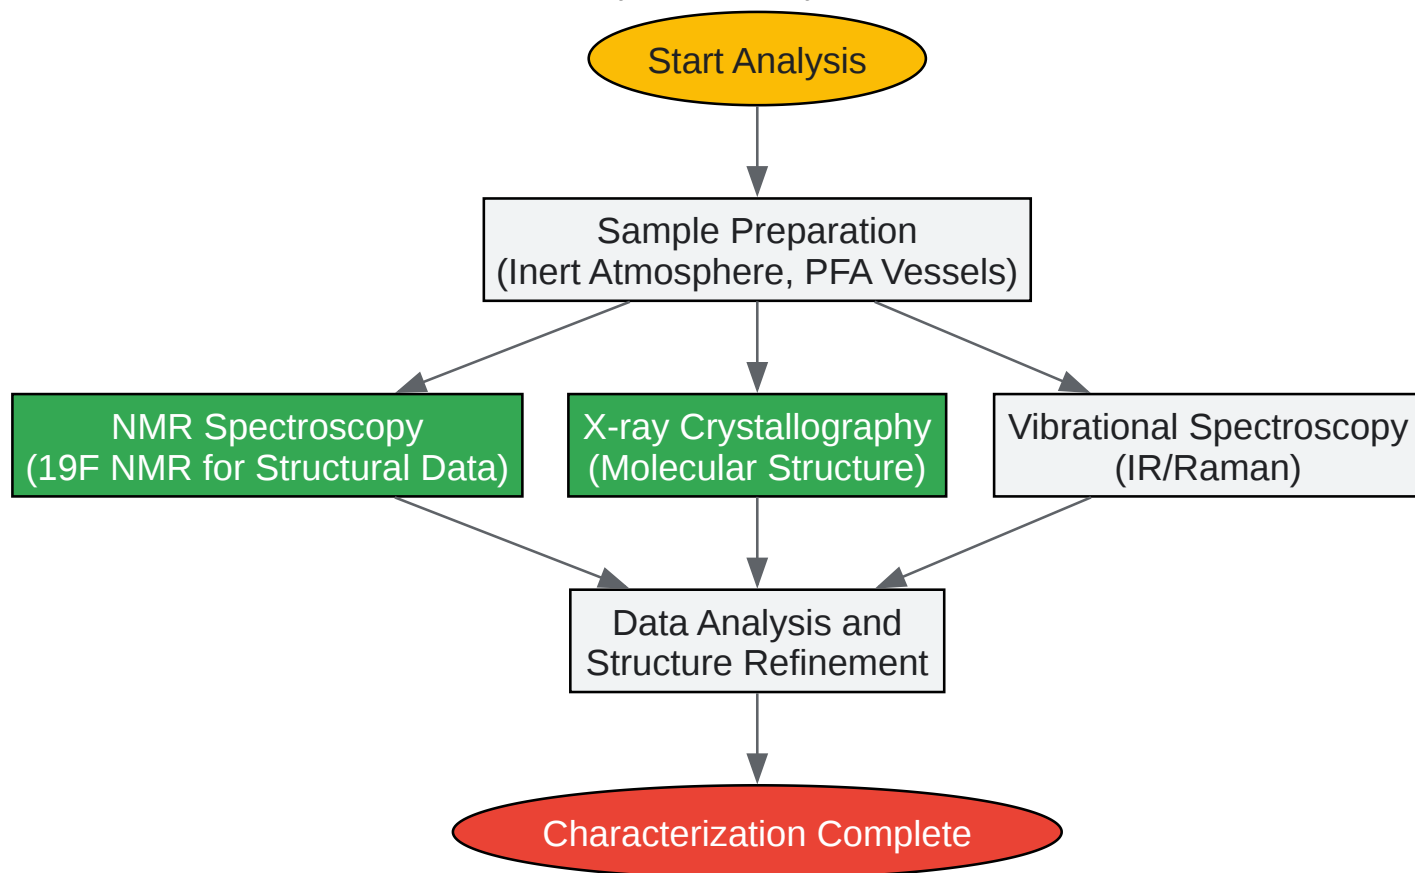 Start Analysis
Sample Preparation
(Inert Atmosphere, PFA Vessels)
NMR Spectroscopy
(19F NMR for Structural Data)
X-ray Crystallography
(Molecular Structure)
Vibrational Spectroscopy
(IR/Raman)
Data Analysis and
Structure Refinement
Characterization Complete